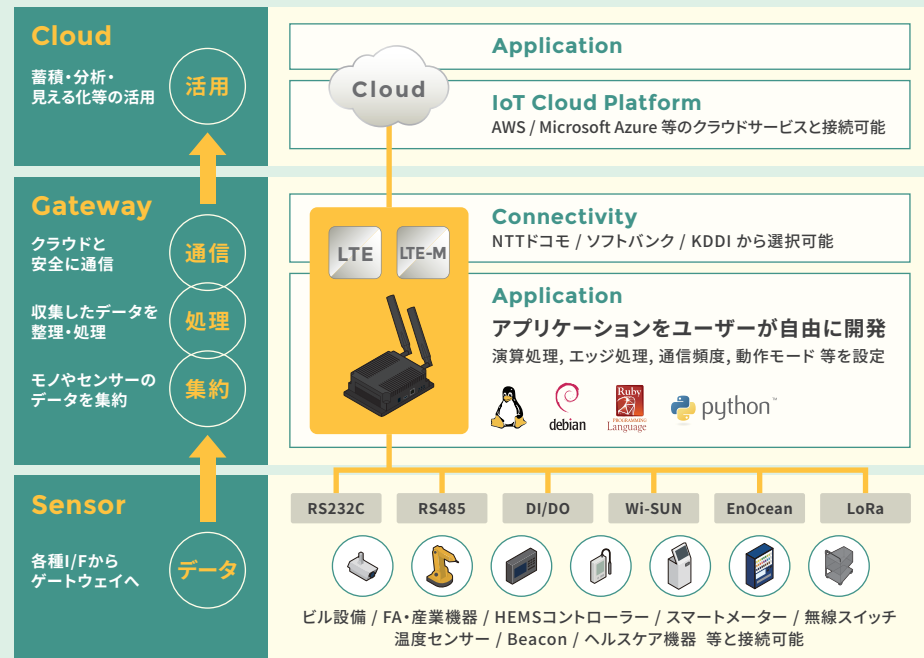 Cloud
蓄積・分析・
見える化等の活用
活用
Cloud
Application
IoT Cloud Platform
AWS / Microsoft Azure 等のクラウドサービスと接続可能
Gateway
クラウドと
安全に通信
通信
収集したデータを
整理・処理
処理
モノやセンサーの
データを集約
集約
LTE
LTE-M
Connectivity
NTTドコモ / ソフトバンク / KDDI から選択可能
Application
アプリケーションをユーザーが自由に開発
演算処理, エッジ処理, 通信頻度, 動作モード 等を設定
debian
Ruby
PROGRAMMING
Language
python™
Sensor
各種I/Fから
ゲートウェイへ
データ
RS232C
RS485
DI/DO
Wi-SUN
EnOcean
LoRa
ビル設備 / FA・産業機器 / HEMSコントローラー / スマートメーター / 無線スイッチ
温度センサー / Beacon / ヘルスケア機器 等と接続可能